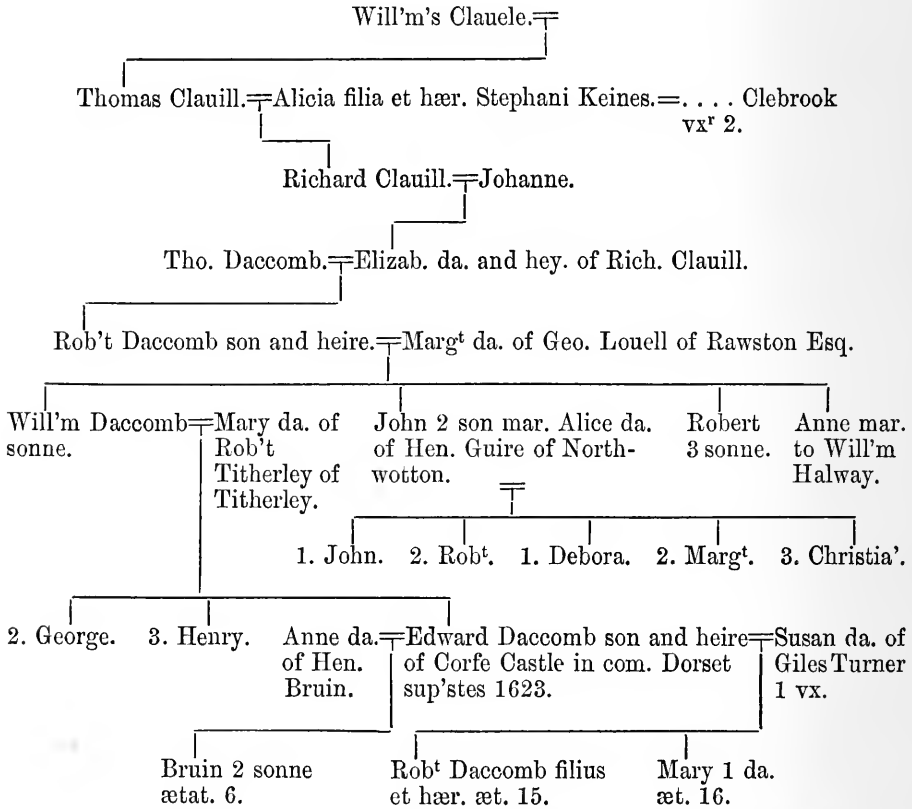 Will'm's Clauele.
Thomas Clauill.=Alicia filia et hær. Stephani Keines.=.... Clebrook
vxʳ 2.
Richard Clauill.=Johanne.
Tho. Daccomb.=Elizab. da. and hey. of Rich. Clauill.
Rob't Daccomb son and heire.=Margᵗ da. of Geo. Louell of Rawston Esq.
Will'm Daccomb=
sonne.
Mary da. of
Rob't
Titherley of
Titherley.
John 2 son mar. Alice da.
of Hen. Guire of North-
wotton.
Robert
3 sonne.
Anne mar.
to Will'm
Halway.
1. John. 2. Robᵗ. 1. Debora. 2. Margᵗ. 3. Christia'.
2. George. 3. Henry.
Anne da.
of Hen.
Bruin.
=Edward Daccomb son and heire=
of Corfe Castle in com. Dorset
sup'stes 1623.
Susan da. of
Giles Turner
1 vx.
Bruin 2 sonne
ætat. 6.
Robᵗ Daccomb filius
et hær. æt. 15.
Mary 1 da.
æt. 16.